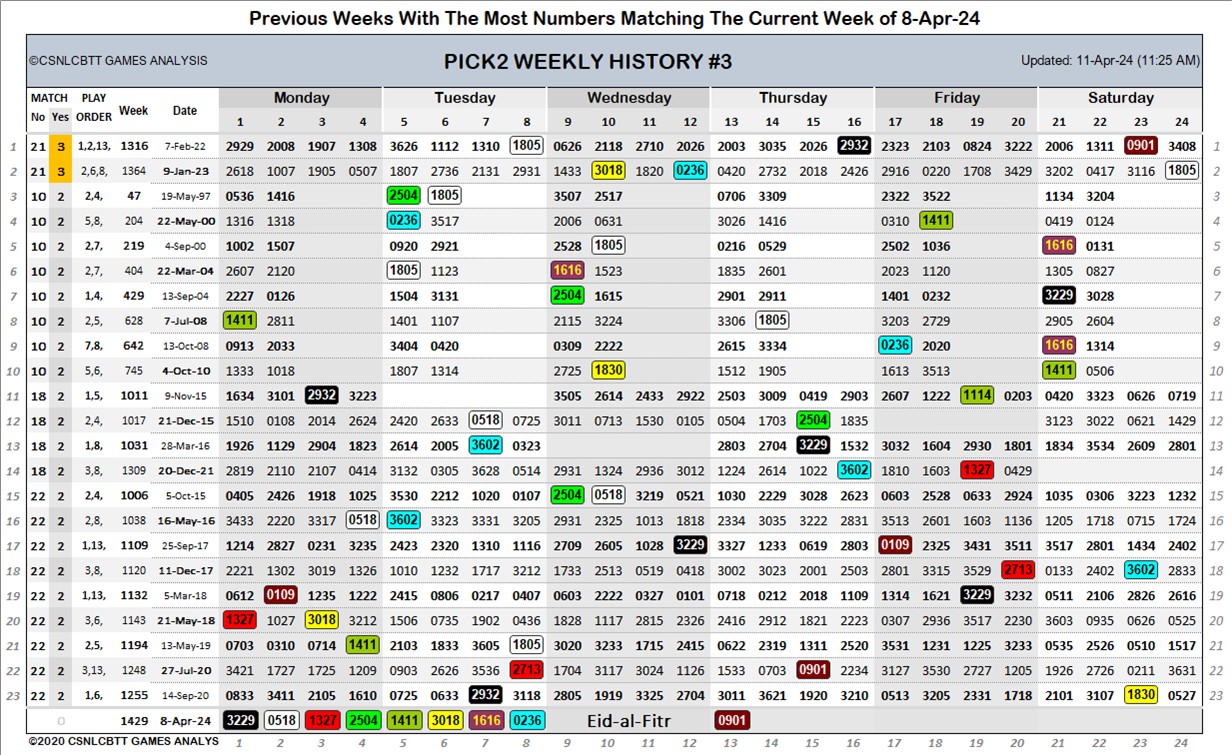 Previous Weeks With The Most Numbers Matching The Current Week of 8-Apr-24
©CSNLCBTT GAMES ANALYSIS PICK2 WEEKLY HISTORY #3 Updated: 11-Apr-24 (11:25 AM)
MATCH PLAY Week Date Monday Tuesday Wednesday Thursday Friday Saturday
No Yes ORDER 1 2 3 4 5 6 7 8 9 10 11 12 13 14 15 16 17 18 19 20 21 22 23 24
1 21 3 1,2,13, 1316 7-Feb-22 2929 2008 1907 1308 3626 1112 1310 1805 0626 2118 2710 2026 2003 3035 2026 2932 2323 2103 0824 3222 2006 1311 0901 3408 1
2 21 3 2,6,8, 1364 9-Jan-23 2618 1007 1905 0507 1807 2736 2131 2931 1433 3018 1820 0236 0420 2732 2018 2426 2916 0220 1708 3429 3202 0417 3116 1805 2
3 10 2 2,4, 47 19-May-97 0536 1416 2504 1805 3507 2517 0706 3309 2322 3522 1134 3204 3
4 10 2 5,8, 204 22-May-00 1316 1318 0236 3517 2006 0631 3026 1416 0310 1411 0419 0124 4
5 10 2 2,7, 219 4-Sep-00 1002 1507 0920 2921 2528 1805 0216 0529 2502 1036 1616 0131 5
6 10 2 2,7, 404 22-Mar-04 2607 2120 1805 1123 1616 1523 1835 2601 2023 1120 1305 0827 6
7 10 2 1,4, 429 13-Sep-04 2227 0126 1504 3131 2504 1615 2901 2911 1401 0232 3229 3028 7
8 10 2 2,5, 628 7-Jul-08 1411 2811 1401 1107 2115 3224 3306 1805 3203 2729 2905 2604 8
9 10 2 7,8, 642 13-Oct-08 0913 2033 3404 0420 0309 2222 2615 3334 0236 2020 1616 1314 9
10 10 2 5,6, 745 4-Oct-10 1333 1018 1807 1314 2725 1830 1512 1905 1613 3513 1411 0506 10
11 18 2 1,5, 1011 9-Nov-15 1634 3101 2932 3223 3505 2614 2433 2922 2503 3009 0419 2903 2607 1222 1114 0203 0420 3323 0626 0719 11
12 18 2 2,4, 1017 21-Dec-15 1510 0108 2014 2624 2420 2633 0518 0725 3011 0713 1530 0105 0504 1703 2504 1835 3123 3022 0621 1429 12
13 18 2 1,8, 1031 28-Mar-16 1926 1129 2904 1823 2614 2005 3602 0323 2803 2704 3229 1532 3032 1604 2930 1801 1834 3534 2609 2801 13
14 18 2 3,8, 1309 20-Dec-21 2819 2110 2107 0414 3132 0305 3628 0514 2931 1324 2936 3012 1224 2614 1022 3602 1810 1603 1327 0429 14
15 22 2 2,4, 1006 5-Oct-15 0405 2426 1918 1025 3530 2212 1020 0107 2504 0518 3219 0521 1030 2229 3028 2623 0603 2528 0633 2924 1035 0306 3223 1232 15
16 22 2 2,8, 1038 16-May-16 3433 2220 3317 0518 3602 3323 3331 3205 2931 2325 1013 1818 2334 3035 3222 2831 3513 2601 1603 1136 1205 1718 0715 1724 16
17 22 2 1,13, 1109 25-Sep-17 1214 2827 0231 3235 2423 2320 1310 1116 2709 2605 1028 3229 3327 1233 0619 2803 0109 2325 3431 3511 3517 2801 1434 2402 17
18 22 2 3,8, 1120 11-Dec-17 2221 1302 3019 1326 1010 1233 1717 3212 1733 2513 0519 0418 3002 3023 2001 2503 2801 3315 3529 2713 0133 2402 3602 2833 18
19 22 2 1,13, 1132 5-Mar-18 0612 0109 1235 1222 2415 0806 0217 0407 0603 2222 0327 0101 0718 0212 2018 1109 1314 1621 3229 3232 0511 2106 2826 2616 19
20 22 2 3,6, 1143 21-May-18 1327 1027 3018 3212 1506 0735 1902 0436 1828 1117 2815 2326 2416 2912 1821 2223 0307 2936 3517 2230 3603 0935 0626 0525 20
21 22 2 2,5, 1194 13-May-19 0703 0310 0714 1411 2103 1833 3605 1805 3020 3233 1715 2415 0622 2319 1311 2520 3531 1231 1225 3233 0535 2526 0510 1517 21
22 22 2 3,13, 1248 27-Jul-20 3421 1727 1725 1209 0903 2626 3536 2713 1704 3117 3024 1126 1533 0703 0901 2234 3127 3530 1727 1205 1926 2726 0211 3631 22
23 22 2 1,6, 1255 14-Sep-20 0833 3411 2105 1610 0725 0633 2932 3118 2805 1919 3325 2704 3011 3621 1920 3210 0513 3205 2331 1718 2101 3107 1830 0527 23
0 1429 8-Apr-24 3229 0518 1327 2504 1411 3018 1616 0236 Eid-al-Fitr 0901
©2020 CSNLCBTT GAMES ANALYS 1 2 3 4 5 6 7 8 9 10 11 12 13 14 15 16 17 18 19 20 21 22 23 24